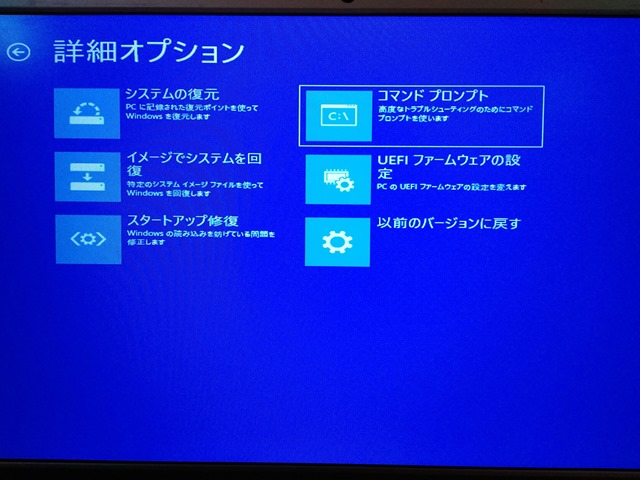 詳細オプション
システムの復元
PC に記録された復元ポイントを使って
Windows を復元します
イメージでシステムを回
復
特定のシステム イメージ ファイルを使って
Windows を回復します
スタートアップ修復
Windows の読み込みを妨げている問題を
修正します
C:\
コマンド プロンプト
高度なトラブルシューティングのためにコマンド
プロンプトを使います
UEFI ファームウェアの設
定
PC の UEFI ファームウェアの設定を変えます
以前のバージョンに戻す